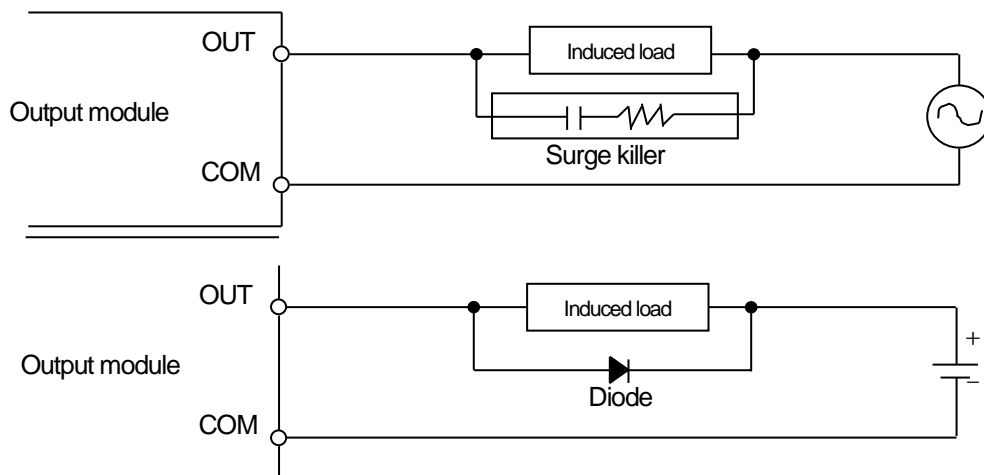 OUT
Induced load
Output module
Surge killer
COM
OUT
Induced load
+
Output module
−
Diode
COM